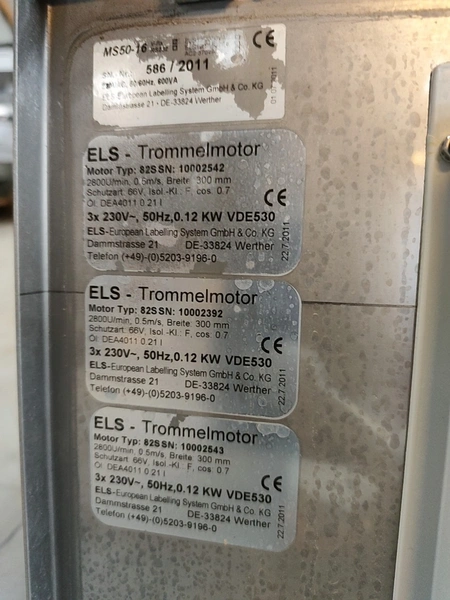 MS50-16
586 / 2011
CE
ELS-European Labelling System GmbH & Co. KG
Dammstrasse 21 - DE-33824 Werther
ELS - Trommelmotor
Motor Typ: 82SSN: 10002542
2800U/min, 0,5m/s, Breite: 300 mm
Schutzart. 66V, Isol.-Kl.: F, cos. 0.7
Öl: DEA4011 0.21 l
CE
3x 230V~, 50Hz,0.12 KW VDE530
ELS-European Labelling System GmbH & Co. KG
Dammstrasse 21 DE-33824 Werther
Telefon (+49)-(0)5203-9196-0
22.7.2011
ELS - Trommelmotor
Motor Typ: 82SSN: 10002392
2800U/min, 0,5m/s, Breite: 300 mm
Schutzart. 66V, Isol.-Kl.: F, cos. 0.7
Öl: DEA4011 0.21 l
CE
3x 230V~, 50Hz,0.12 KW VDE530
ELS-European Labelling System GmbH & Co. KG
Dammstrasse 21 DE-33824 Werther
Telefon (+49)-(0)5203-9196-0
22.7.2011
ELS - Trommelmotor
Motor Typ: 82SSN: 10002543
2800U/min, 0,5m/s, Breite: 300 mm
Schutzart. 66V, Isol.-Kl.: F, cos. 0.7
Öl: DEA4011 0.21 l
CE
3x 230V~, 50Hz,0.12 KW VDE530
ELS-European Labelling System GmbH & Co. KG
Dammstrasse 21 DE-33824 Werther
Telefon (+49)-(0)5203-9196-0
22.7.2011